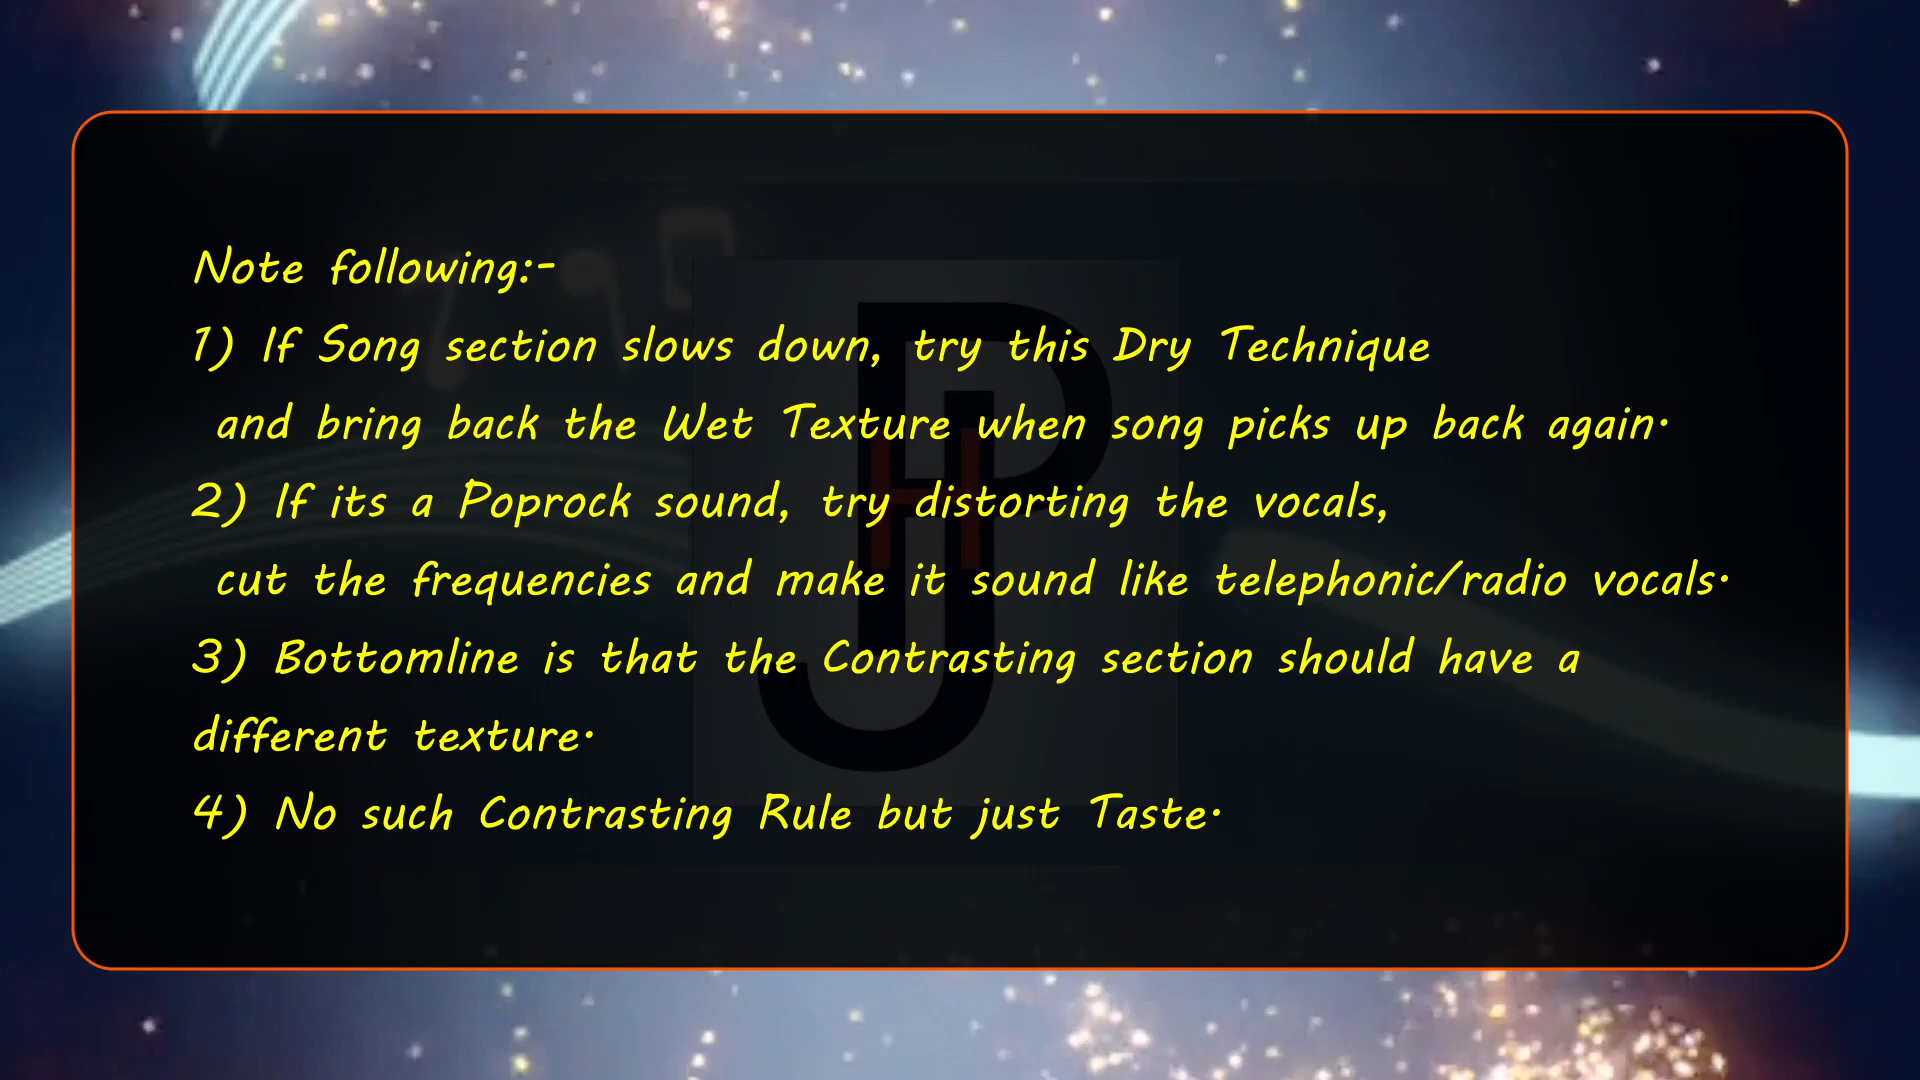 Note following:-
1) If Song section slows down, try this Dry Technique
and bring back the Wet Texture when song picks up back again.
2) If its a Poprock sound, try distorting the vocals,
cut the frequencies and make it sound like telephonic/radio vocals.
3) Bottomline is that the Contrasting section should have a
different texture.
4) No such Contrasting Rule but just Taste.